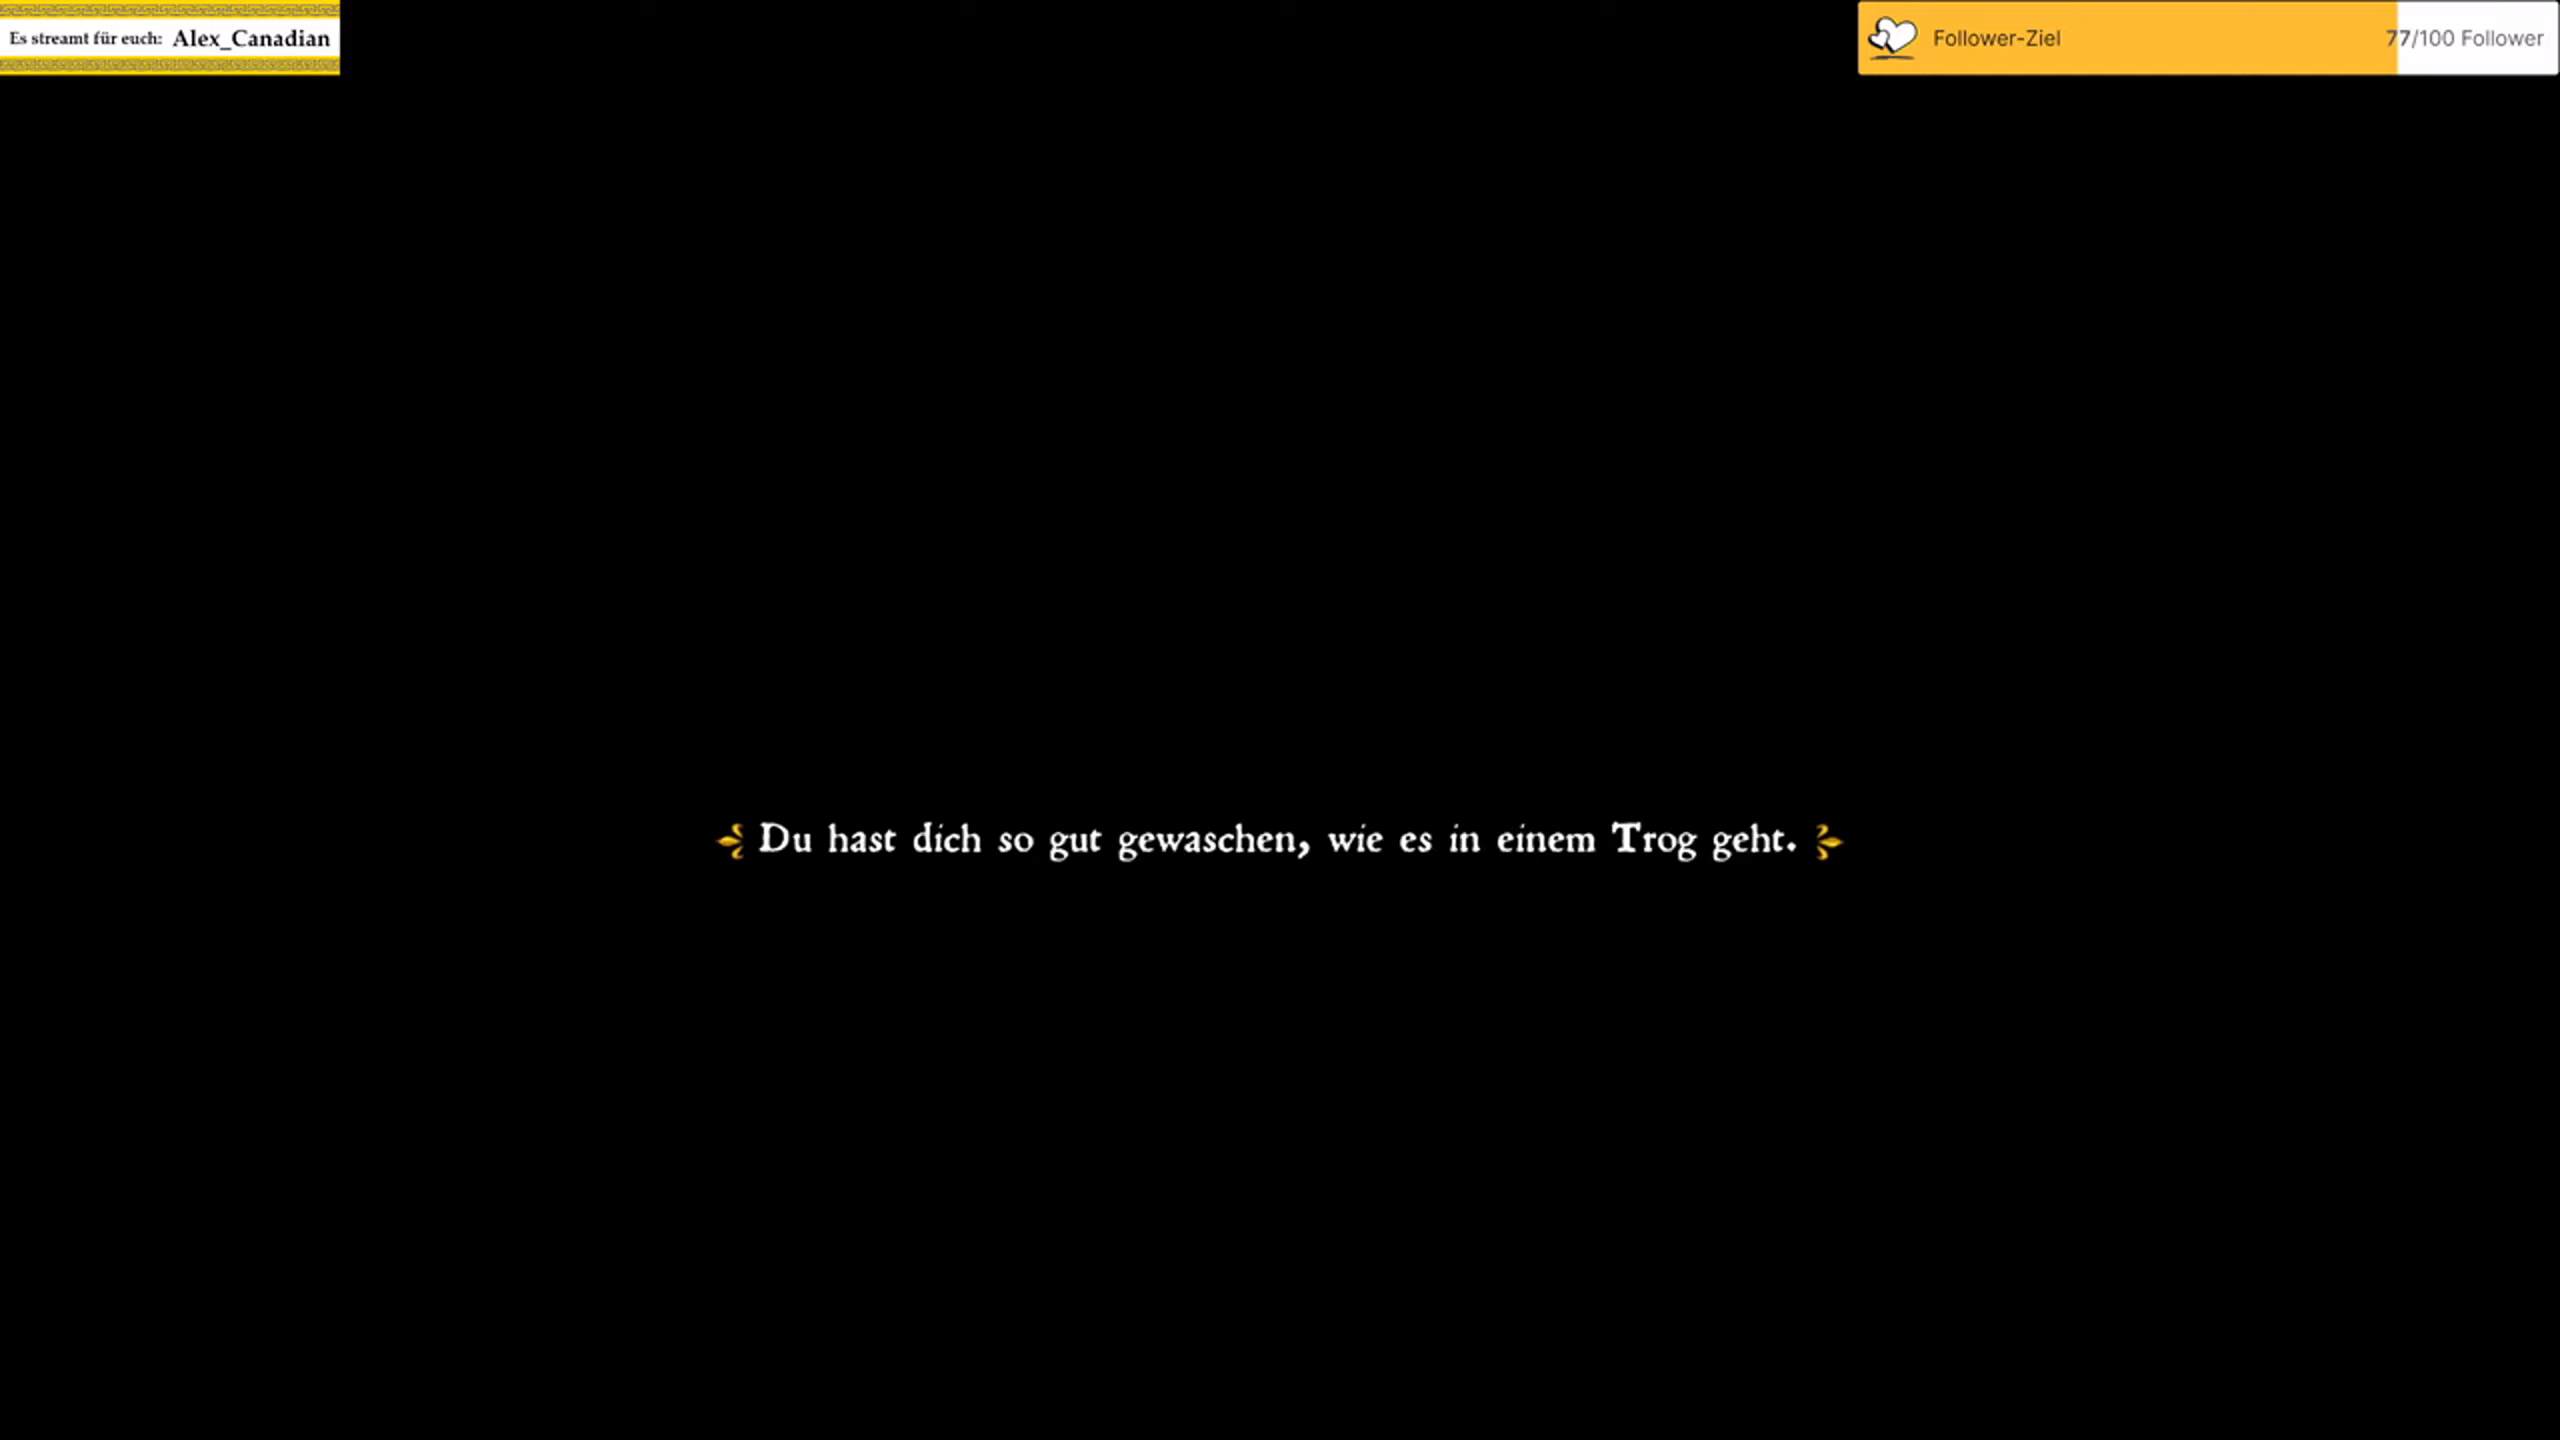 Es streamt für euch: Alex_Canadian
Follower-Ziel 77/100 Follower
Du hast dich so gut gewaschen, wie es in einem Trog geht.